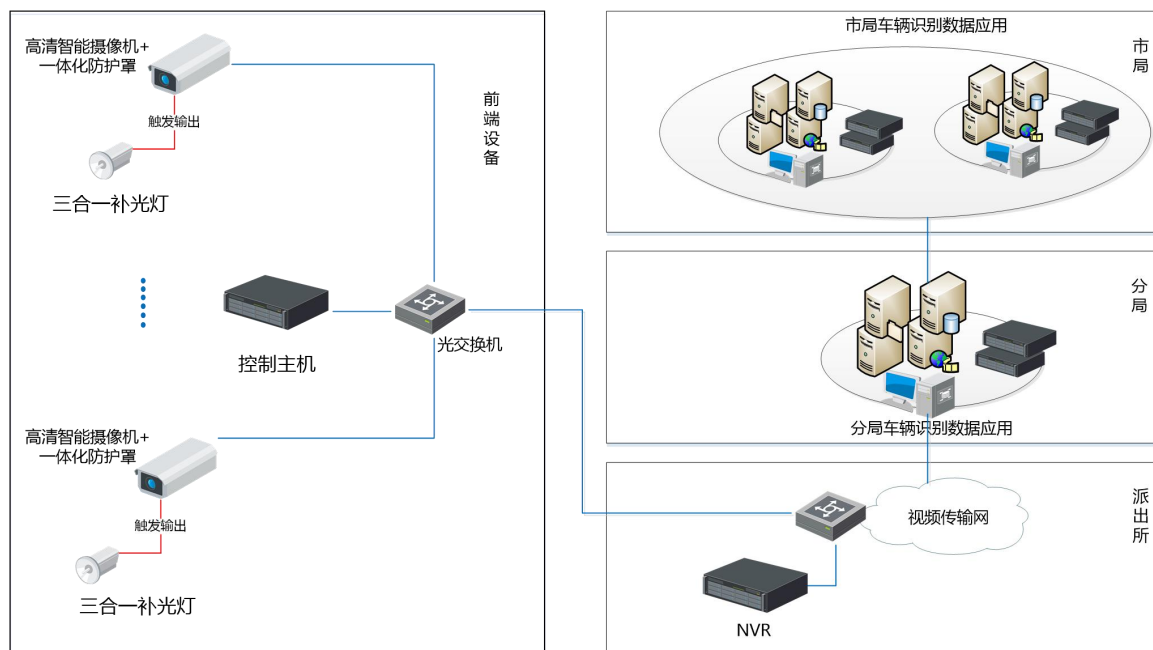 高清智能摄像机+
一体化防护罩
触发输出
三合一补光灯
前端设备
控制主机
光交换机
高清智能摄像机+
一体化防护罩
触发输出
三合一补光灯
市局车辆识别数据应用
市局
分局
分局车辆识别数据应用
派出所
视频传输网
NVR